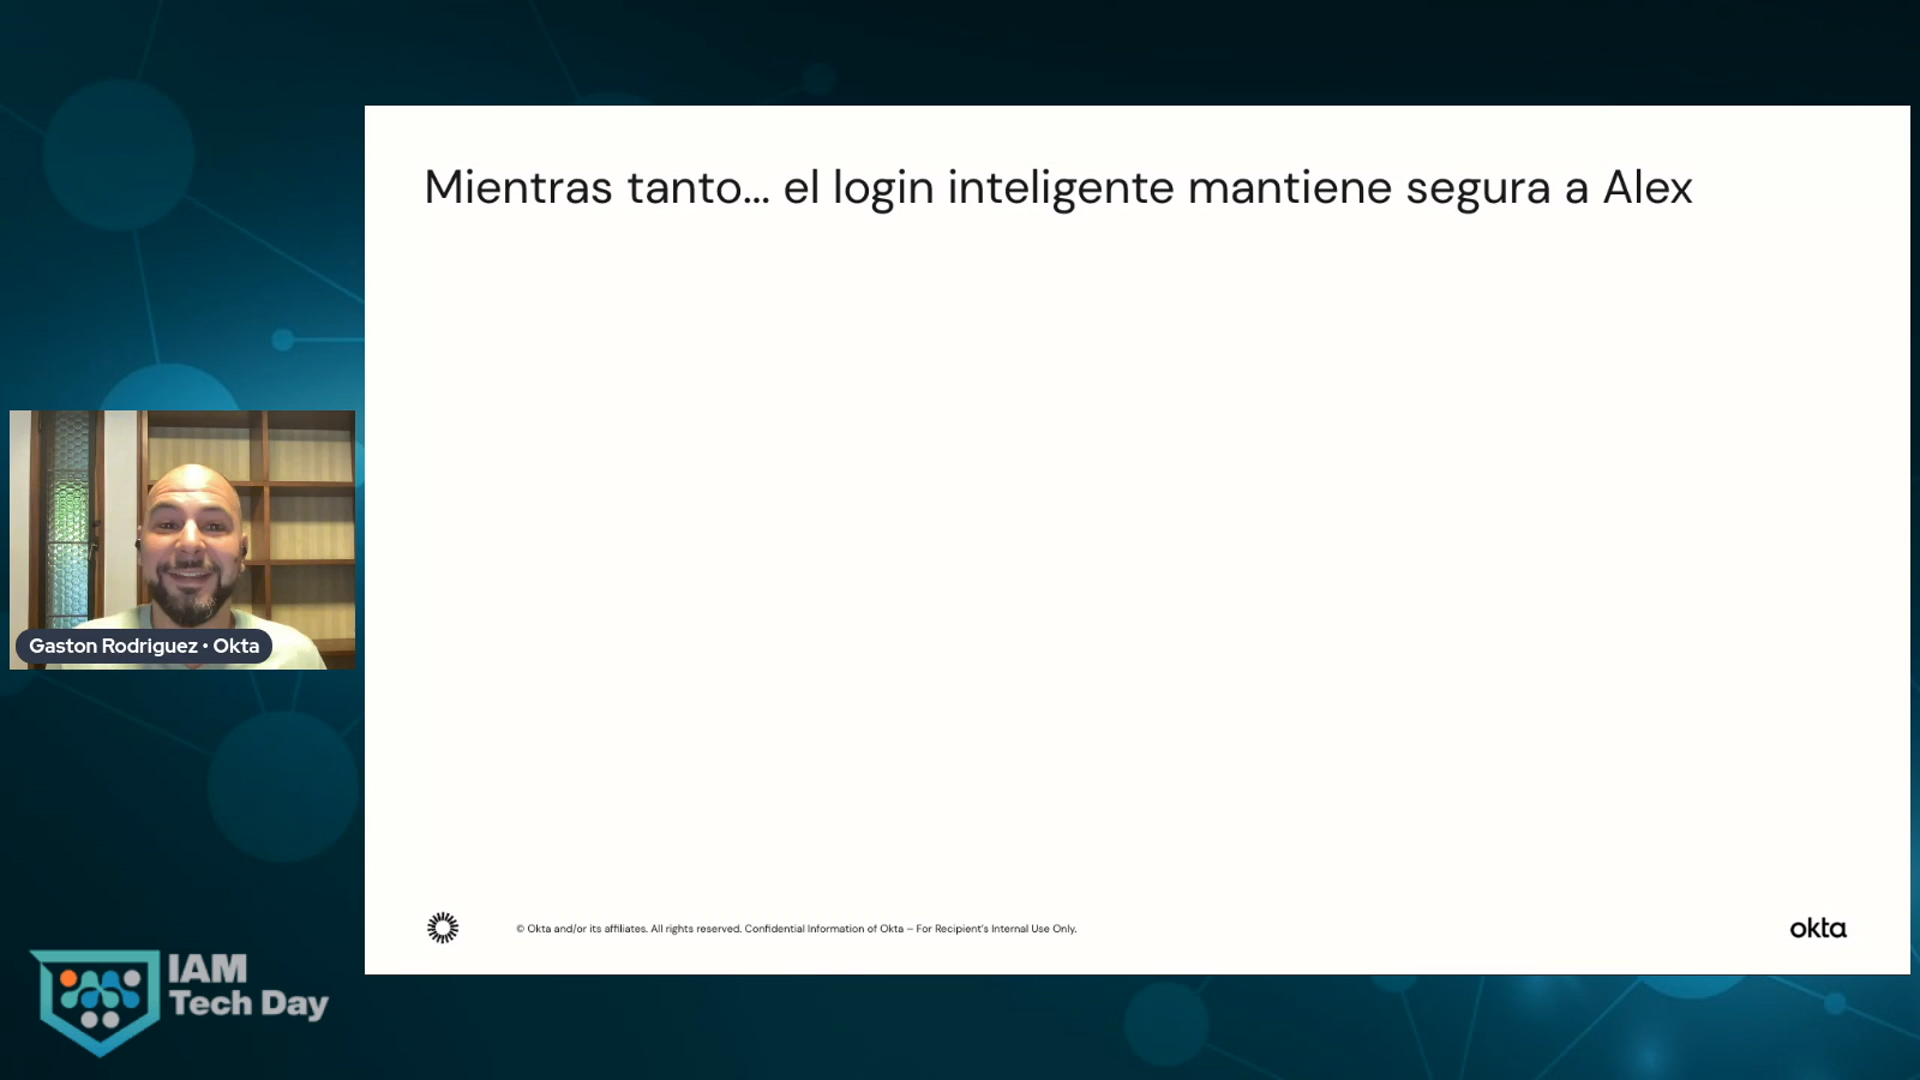 Mientras tanto... el login inteligente mantiene segura a Alex
Gaston Rodriguez • Okta
© Okta and/or its affiliates. All rights reserved. Confidential Information of Okta – For Recipient's Internal Use Only.
okta
IAM
Tech Day